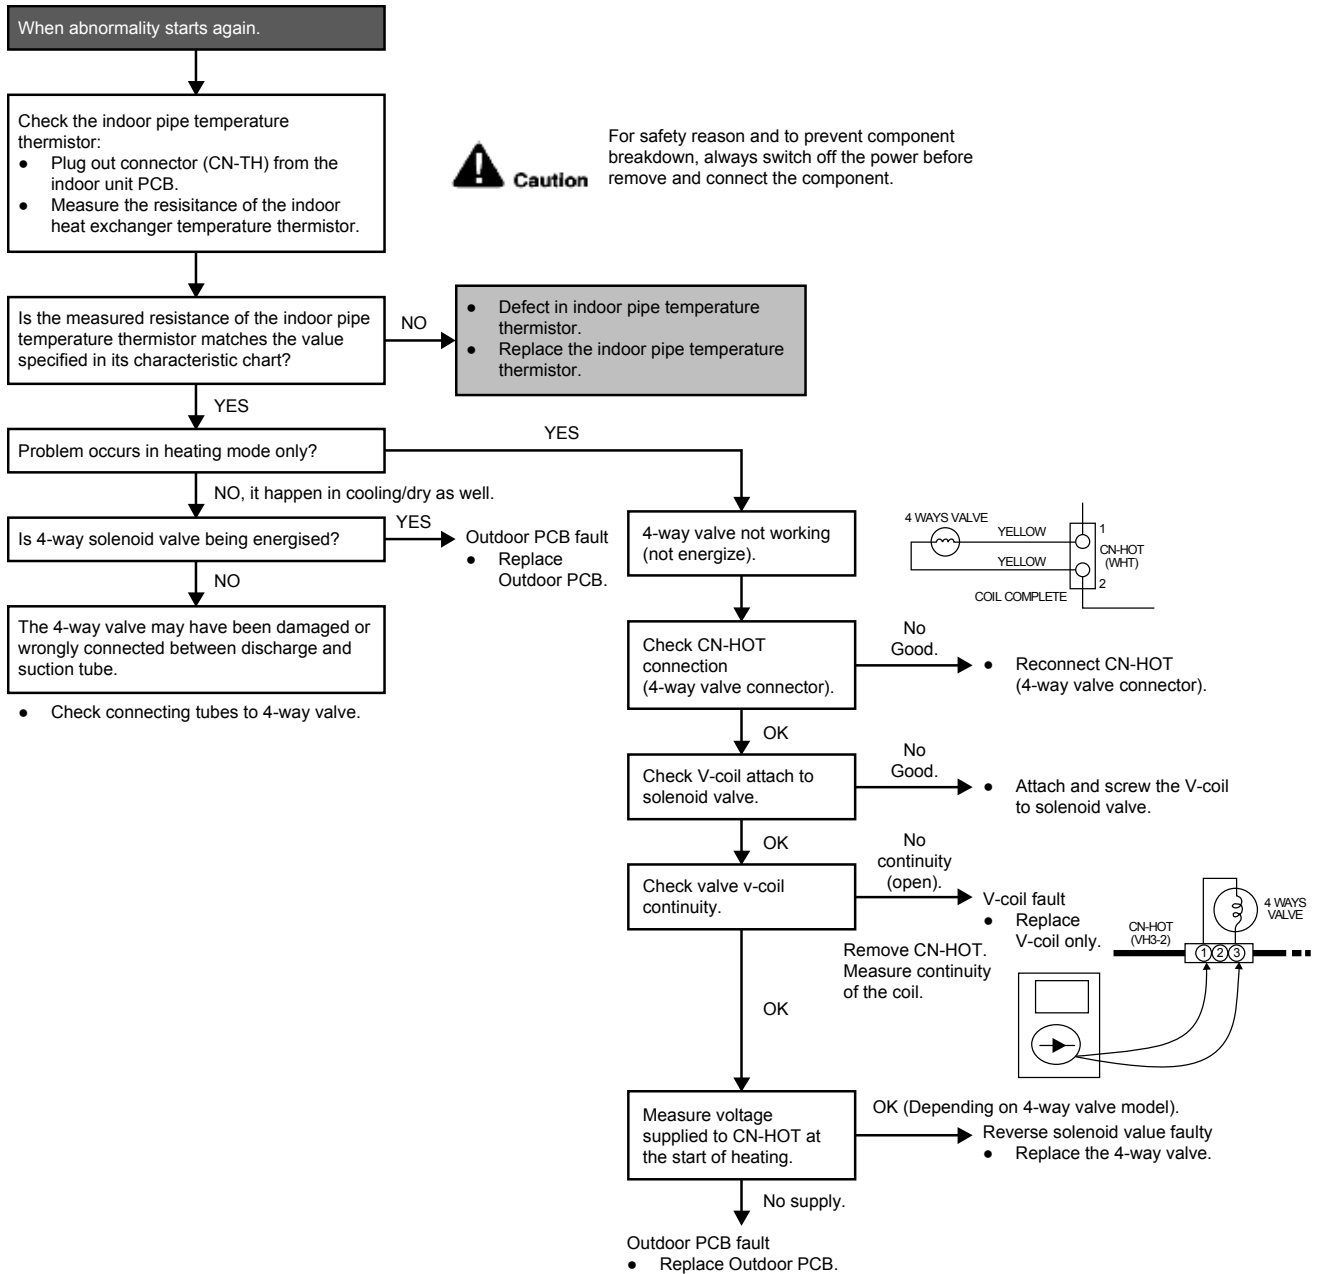 When abnormality starts again.
Check the indoor pipe temperature
thermistor:
● Plug out connector (CN-TH) from the
indoor unit PCB.
● Measure the resisitance of the indoor
heat exchanger temperature thermistor.
Caution
For safety reason and to prevent component
breakdown, always switch off the power before
remove and connect the component.
Is the measured resistance of the indoor pipe
temperature thermistor matches the value
specified in its characteristic chart?
NO
● Defect in indoor pipe temperature
thermistor.
● Replace the indoor pipe temperature
thermistor.
YES
Problem occurs in heating mode only?
YES
NO, it happen in cooling/dry as well.
Is 4-way solenoid valve being energised?
YES
Outdoor PCB fault
● Replace
Outdoor PCB.
NO
The 4-way valve may have been damaged or
wrongly connected between discharge and
suction tube.
● Check connecting tubes to 4-way valve.
4-way valve not working
(not energize).
4 WAYS VALVE
YELLOW
YELLOW
1
CN-HOT
(WHT)
2
COIL COMPLETE
Check CN-HOT
connection
(4-way valve connector).
No
Good.
● Reconnect CN-HOT
(4-way valve connector).
OK
Check V-coil attach to
solenoid valve.
No
Good.
● Attach and screw the V-coil
to solenoid valve.
OK
Check valve v-coil
continuity.
No
continuity
(open).
V-coil fault
● Replace
V-coil only.
Remove CN-HOT.
Measure continuity
of the coil.
4 WAYS
VALVE
CN-HOT
(VH3-2)
1 2 3
OK
Measure voltage
supplied to CN-HOT at
the start of heating.
OK (Depending on 4-way valve model).
Reverse solenoid value faulty
● Replace the 4-way valve.
No supply.
Outdoor PCB fault
● Replace Outdoor PCB.